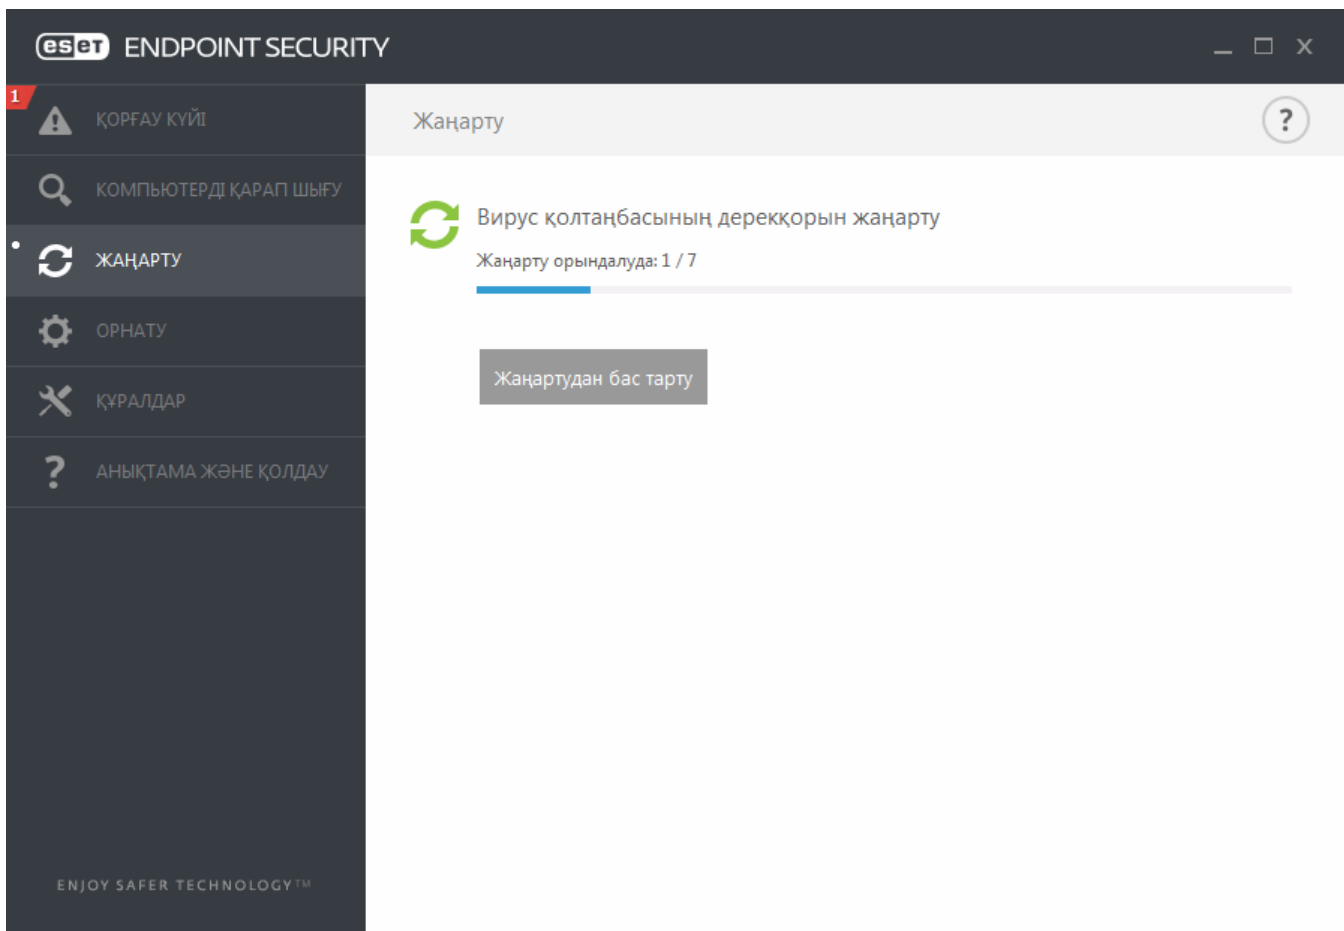 eset ENDPOINT SECURITY
1
ҚОРҒАУ КҮЙІ
КОМПЬЮТЕРДІ ҚАРАП ШЫҒУ
ЖАҢАРТУ
ОРНАТУ
ҚҰРАЛДАР
АНЫҚТАМА ЖӘНЕ ҚОЛДАУ
ENJOY SAFER TECHNOLOGY™
Жаңарту
?
Вирус қолтаңбасының дерекқорын жаңарту
Жаңарту орындалуда: 1 / 7
Жаңартудан бас тарту